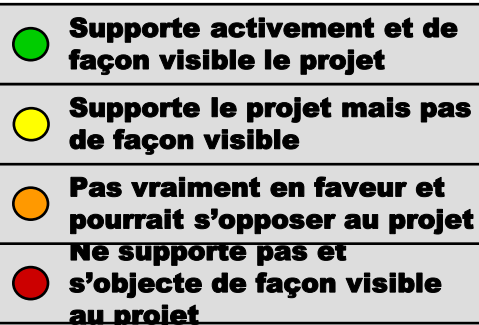 Supporte activement et de
façon visible le projet
Supporte le projet mais pas
de façon visible
Pas vraiment en faveur et
pourrait s’opposer au projet
Ne supporte pas et
s’objecte de façon visible
au projet